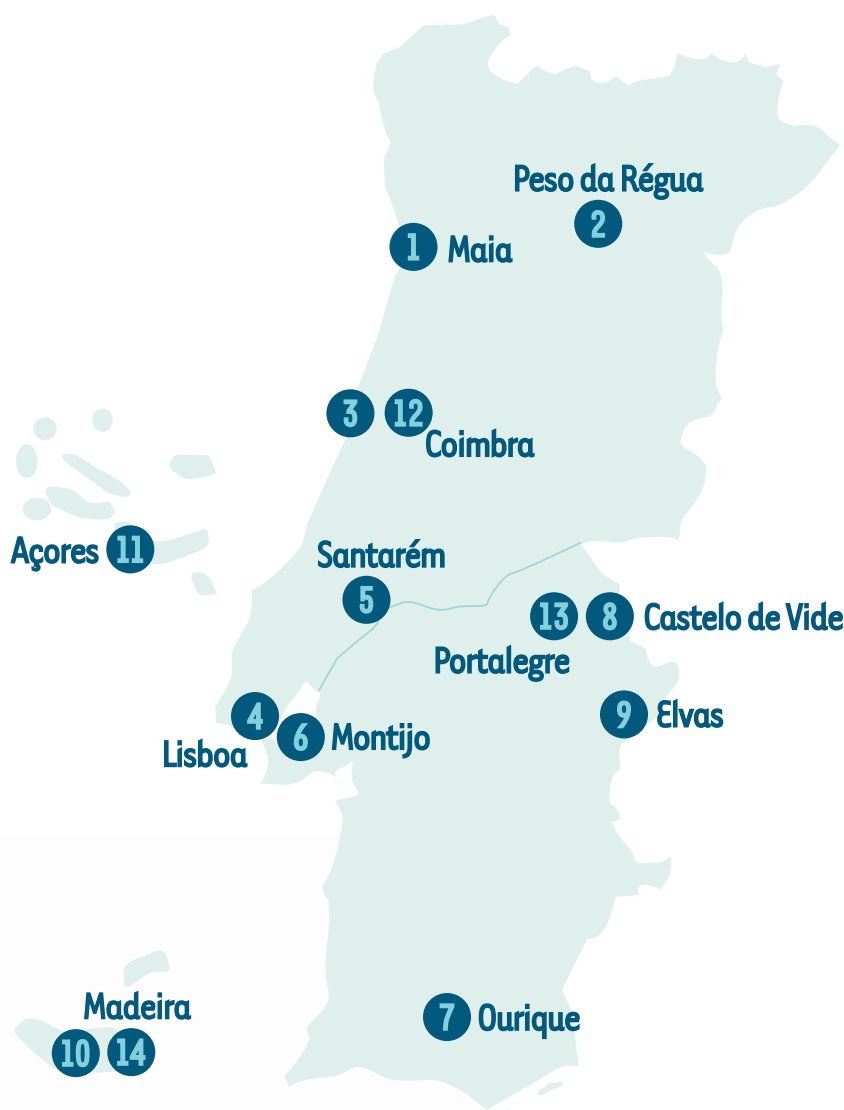 Peso da Régua
2
1 Maia
3 12
Coimbra
Açores 11
Santarém
5
13 8 Castelo de Vide
Portalegre
4
9 Elvas
6 Montijo
Lisboa
Madeira
10 14
7 Ourique